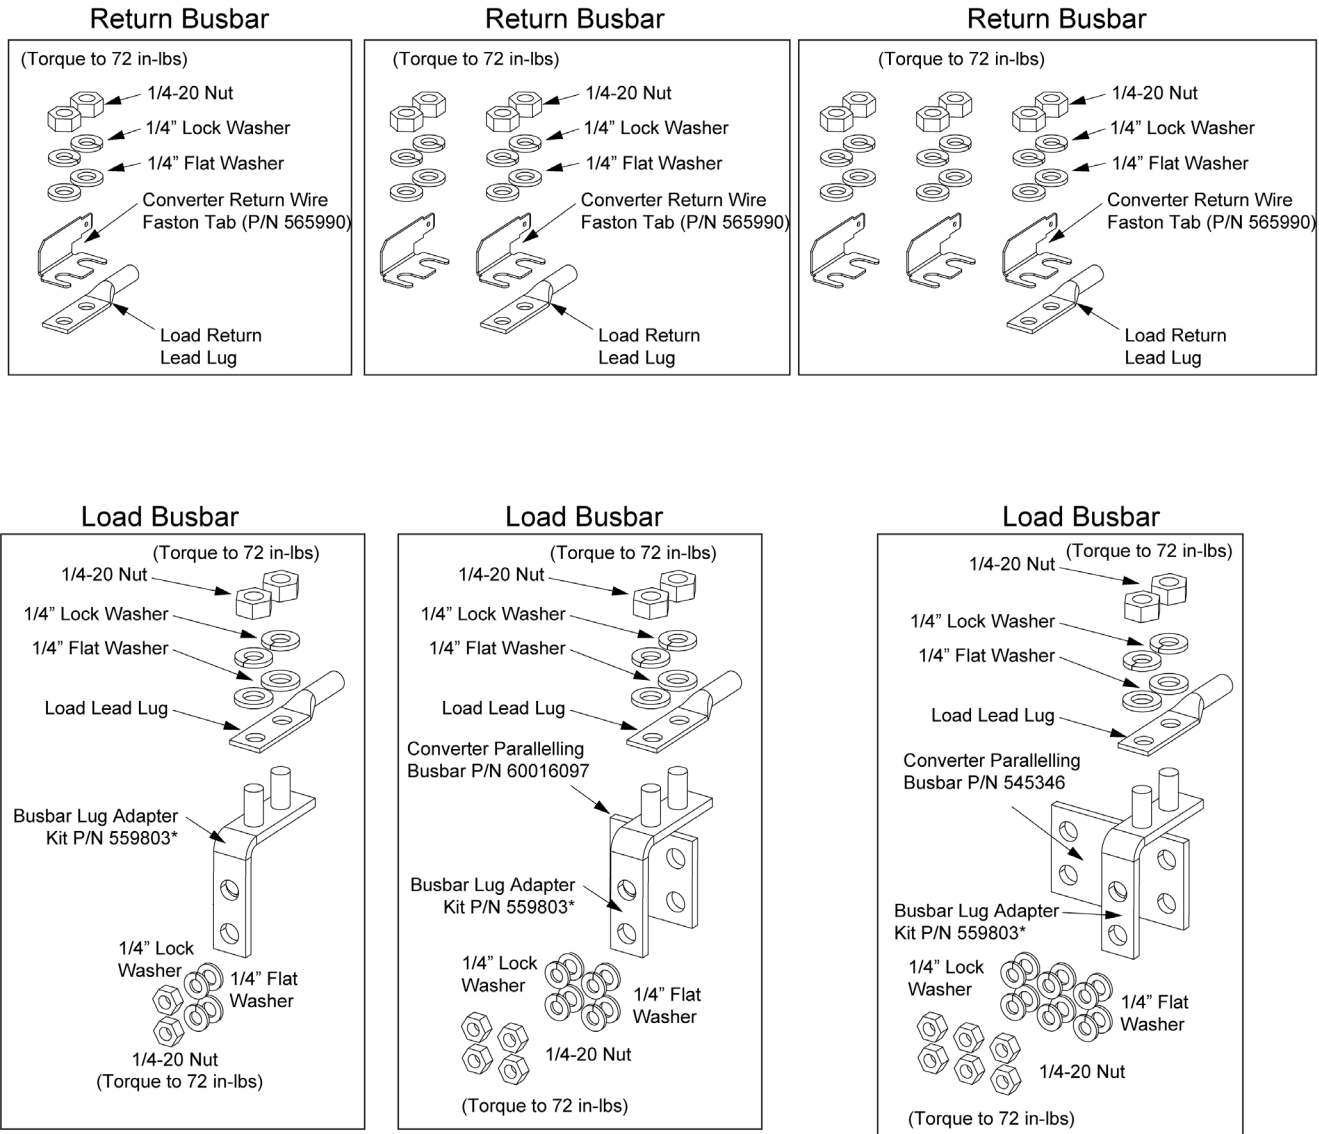 Return Busbar
(Torque to 72 in-lbs)
1/4-20 Nut
1/4” Lock Washer
1/4” Flat Washer
Converter Return Wire
Faston Tab (P/N 565990)
Load Return
Lead Lug
Return Busbar
(Torque to 72 in-lbs)
1/4-20 Nut
1/4” Lock Washer
1/4” Flat Washer
Converter Return Wire
Faston Tab (P/N 565990)
Load Return
Lead Lug
Return Busbar
(Torque to 72 in-lbs)
1/4-20 Nut
1/4” Lock Washer
1/4” Flat Washer
Converter Return Wire
Faston Tab (P/N 565990)
Load Return
Lead Lug
Load Busbar
(Torque to 72 in-lbs)
1/4-20 Nut
1/4” Lock Washer
1/4” Flat Washer
Load Lead Lug
Busbar Lug Adapter
Kit P/N 559803*
1/4” Lock
Washer
1/4” Flat
Washer
1/4-20 Nut
(Torque to 72 in-lbs)
Load Busbar
(Torque to 72 in-lbs)
1/4-20 Nut
1/4” Lock Washer
1/4” Flat Washer
Load Lead Lug
Converter Parallelling
Busbar P/N 60016097
Busbar Lug Adapter
Kit P/N 559803*
1/4” Lock
Washer
1/4” Flat
Washer
1/4-20 Nut
(Torque to 72 in-lbs)
Load Busbar
(Torque to 72 in-lbs)
1/4-20 Nut
1/4” Lock Washer
1/4” Flat Washer
Load Lead Lug
Converter Parallelling
Busbar P/N 545346
Busbar Lug Adapter
Kit P/N 559803*
1/4” Lock
Washer
1/4” Flat
Washer
1/4-20 Nut
(Torque to 72 in-lbs)